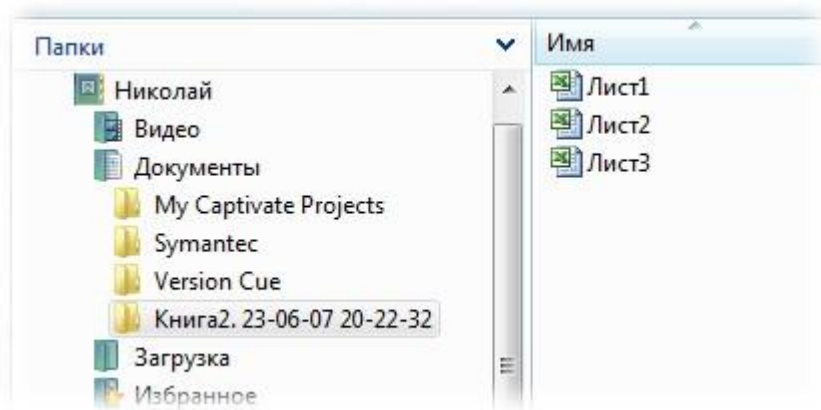 Папки
Николай
Видео
Документы
My Captivate Projects
Symantec
Version Cue
Книга2. 23-06-07 20-22-32
Загрузка
Избранное
Имя
Лист1
Лист2
Лист3